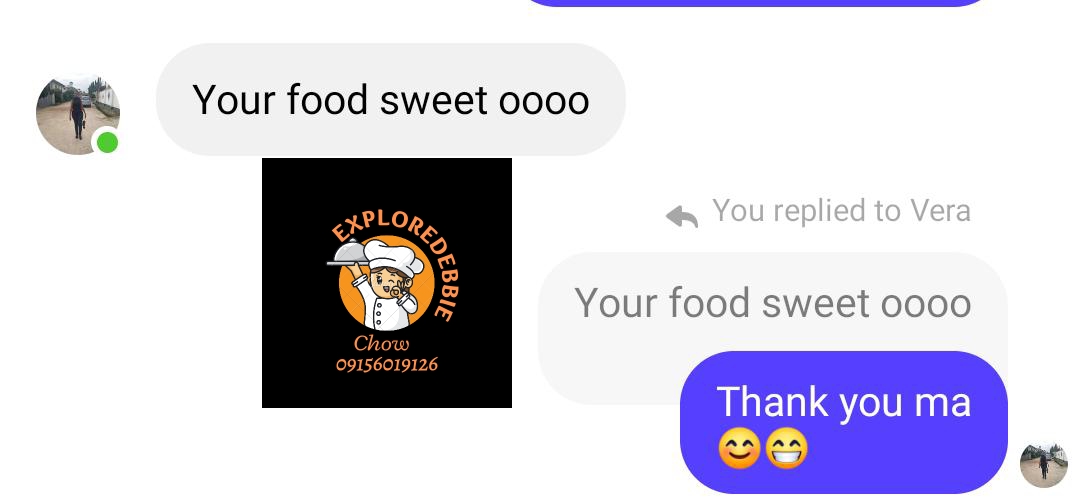 Your food sweet oooo
EXPLOREDEBBIE
Chow
09156019126
You replied to Vera
Your food sweet oooo
Thank you ma
😊😁